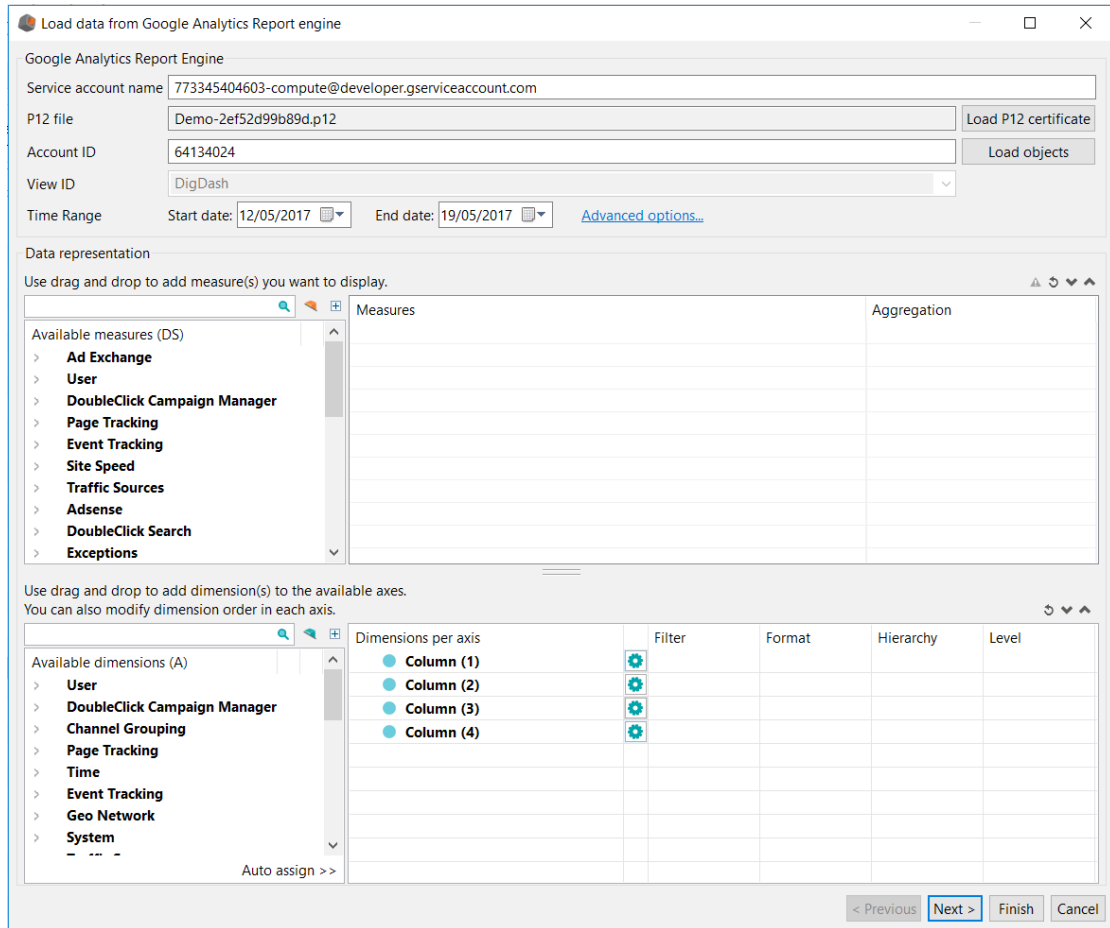 Load data from Google Analytics Report engine
Google Analytics Report Engine
Service account name 773345404603-compute@developer.gserviceaccount.com
P12 file Demo-2ef52d99b89d.p12 Load P12 certificate
Account ID 64134024 Load objects
View ID DigDash
Time Range Start date: 12/05/2017 End date: 19/05/2017 Advanced options...
Data representation
Use drag and drop to add measure(s) you want to display.
Measures Aggregation
Available measures (DS)
Ad Exchange
User
DoubleClick Campaign Manager
Page Tracking
Event Tracking
Site Speed
Traffic Sources
Adsense
DoubleClick Search
Exceptions
Use drag and drop to add dimension(s) to the available axes.
You can also modify dimension order in each axis.
Dimensions per axis Filter Format Hierarchy Level
Available dimensions (A)
User
DoubleClick Campaign Manager
Channel Grouping
Page Tracking
Time
Event Tracking
Geo Network
System
Auto assign >>
Column (1)
Column (2)
Column (3)
Column (4)
< Previous Next > Finish Cancel